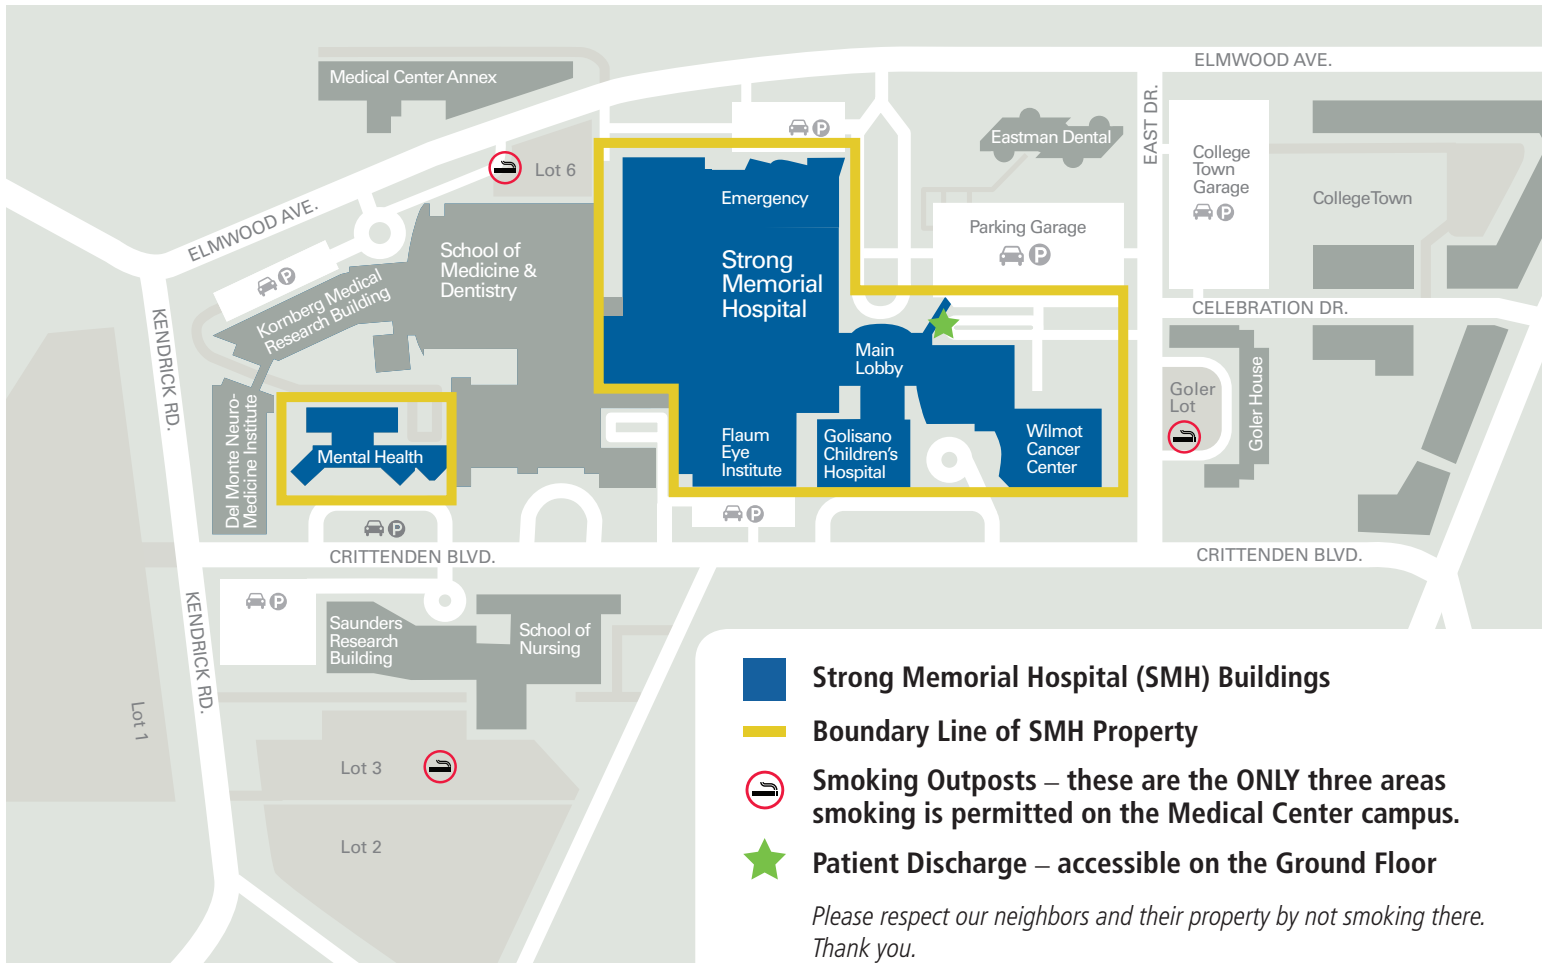 ELMWOOD AVE.
Medical Center Annex
EAST DR.
Eastman Dental
College
Town
Garage
P
P
Lot 6
Emergency
CollegeTown
ELMWOOD AVE.
School of
Medicine &
Dentistry
Parking Garage
P
Strong
Memorial
Hospital
P
Kornberg Medical
Research Building
CELEBRATION DR.
KENDRICK RD.
Main
Lobby
Goler
Lot
Goler House
Del Monte Neuro-
Medicine Institute
Mental Health
Flaum
Eye
Institute
Golisano
Children's
Hospital
Wilmot
Cancer
Center
P
P
CRITTENDEN BLVD.
CRITTENDEN BLVD.
P
KENDRICK RD.
Saunders
Research
Building
School of
Nursing
Lot 1
Lot 3
Lot 2
Strong Memorial Hospital (SMH) Buildings
Boundary Line of SMH Property
Smoking Outposts – these are the ONLY three areas
smoking is permitted on the Medical Center campus.
Patient Discharge – accessible on the Ground Floor
Please respect our neighbors and their property by not smoking there.
Thank you.